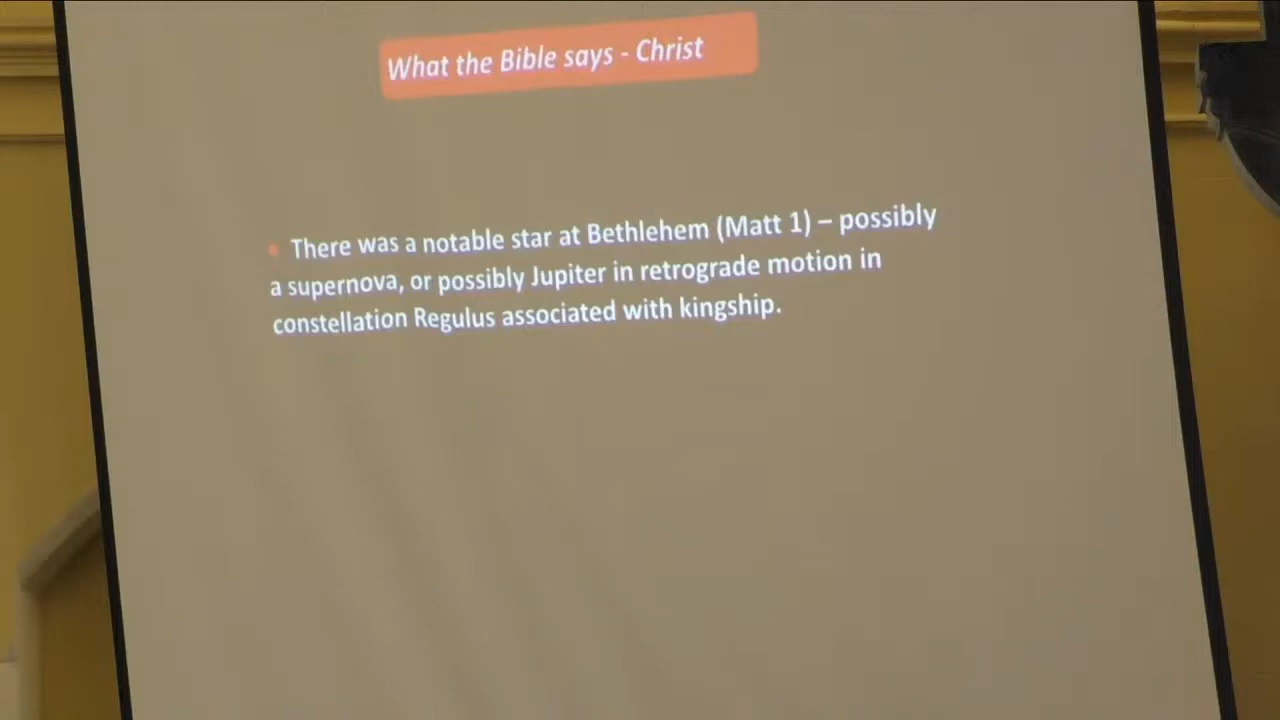 What the Bible says - Christ
There was a notable star at Bethlehem (Matt 1) – possibly
a supernova, or possibly Jupiter in retrograde motion in
constellation Regulus associated with kingship.